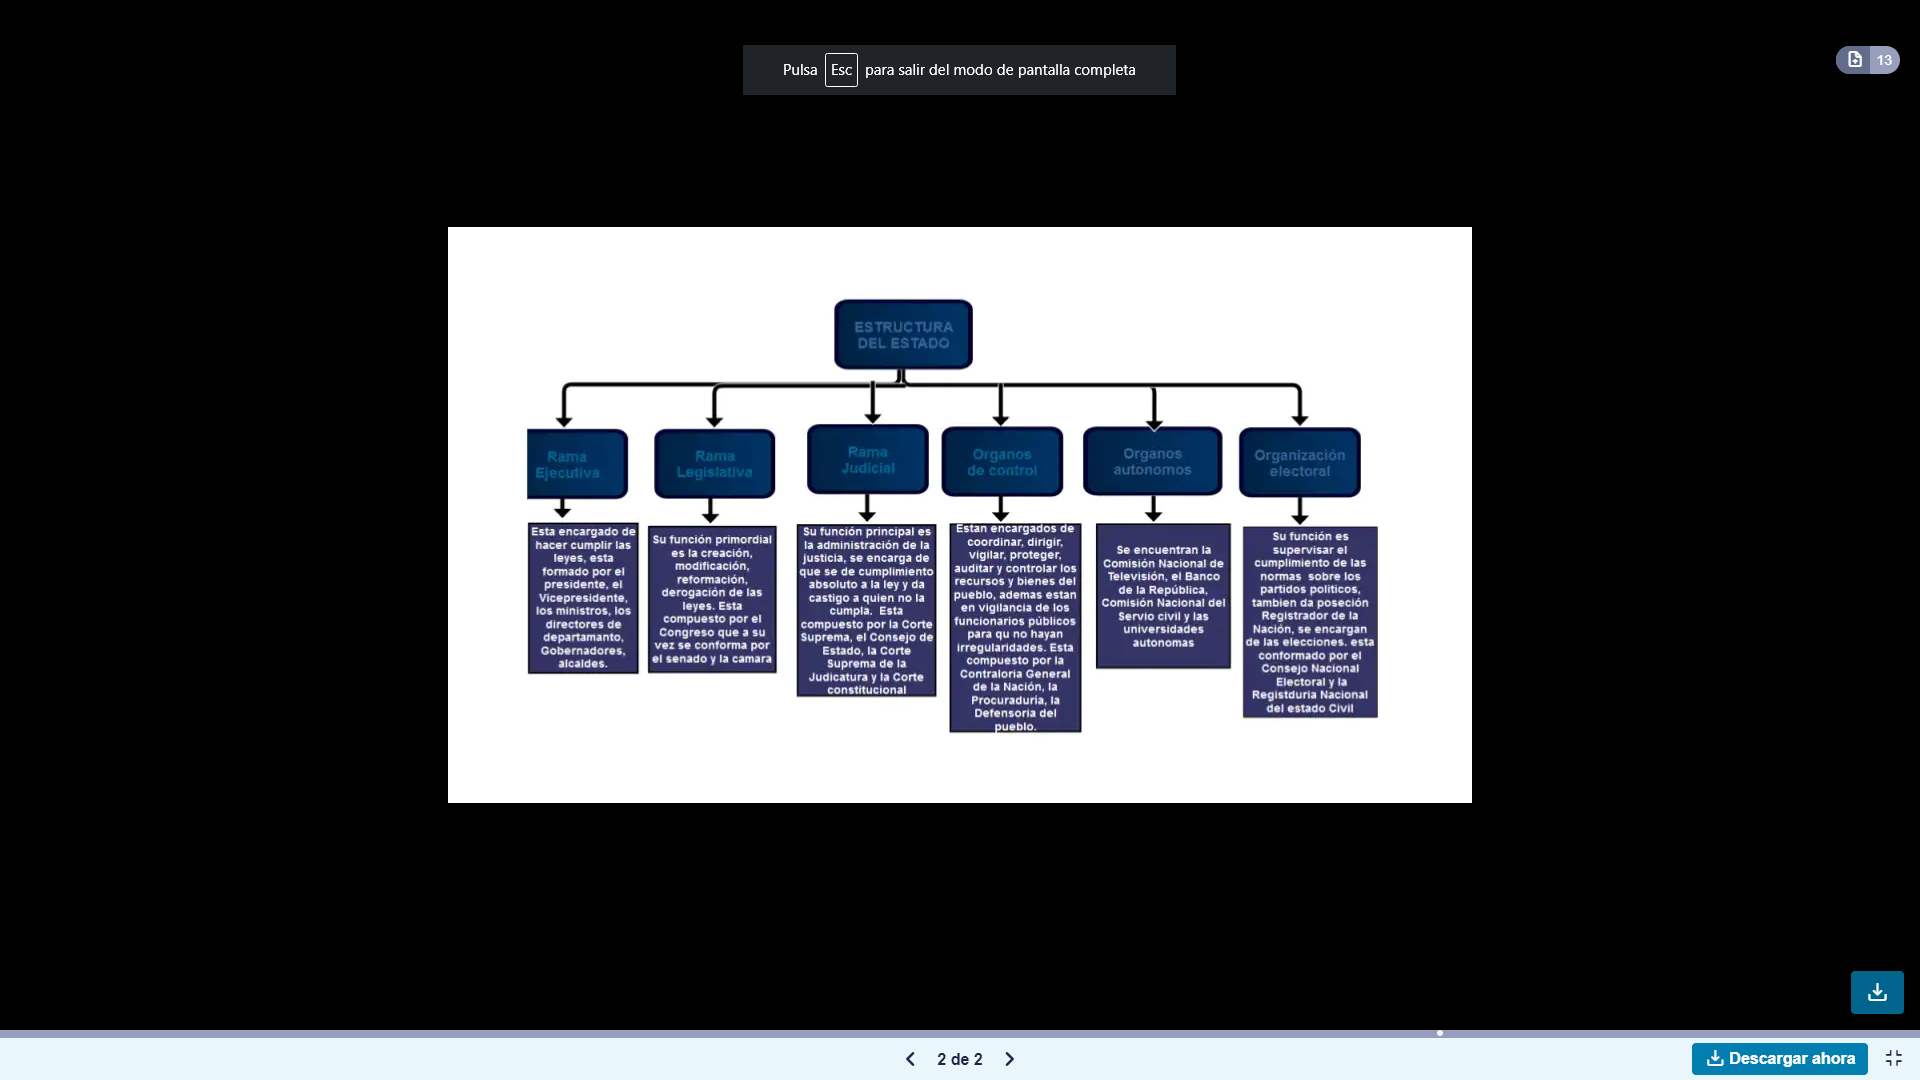 Pulsa Esc para salir del modo de pantalla completa
13
ESTRUCTURA
DEL ESTADO
Rama
Ejecutiva
Rama
Legislativa
Rama
Judicial
Organos
de control
Organos
autonomos
Organización
electoral
Esta encargado de
hacer cumplir las
leyes, esta
formado por el
presidente, el
Vicepresidente,
los ministros, los
directores de
departamanto,
Gobernadores,
alcaldes.
Su función primordial
es la creación,
modificación,
reformación,
derogación de las
leyes. Esta
compuesto por el
Congreso que a su
vez se conforma por
el senado y la camara
Su función principal es
la administración de la
justicia, se encarga de
que se de cumplimiento
absoluto a la ley y da
castigo a quien no la
cumpla. Esta
compuesto por la Corte
Suprema, el Consejo de
Estado, la Corte
Suprema de la
Judicatura y la Corte
constitucional
Estan encargados de
coordinar, dirigir,
vigilar, proteger,
auditar y controlar los
recursos y bienes del
pueblo, ademas estan
en vigilancia de los
funcionarios públicos
para qu no hayan
irregularidades. Esta
compuesto por la
Contraloria General
de la Nación, la
Procuraduría, la
Defensoria del
pueblo.
Se encuentran la
Comisión Nacional de
Televisión, el Banco
de la República,
Comisión Nacional del
Servio civil y las
universidades
autonomas
Su función es
supervisar el
cumplimiento de las
normas sobre los
partidos politicos,
tambien da poseción
Registrador de la
Nación, se encargan
de las elecciones. esta
conformado por el
Consejo Nacional
Electoral y la
Registduria Nacional
del estado Civil
2 de 2
Descargar ahora